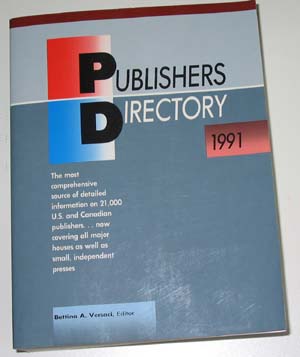 PUBLISHERS
DIRECTORY
1991
The most
comprehensive
source of detailed
information on 21,000
U.S. and Canadian
publishers. . . now
covering all major
houses as well as
small, independent
presses
Bettina A. Versaci, Editor